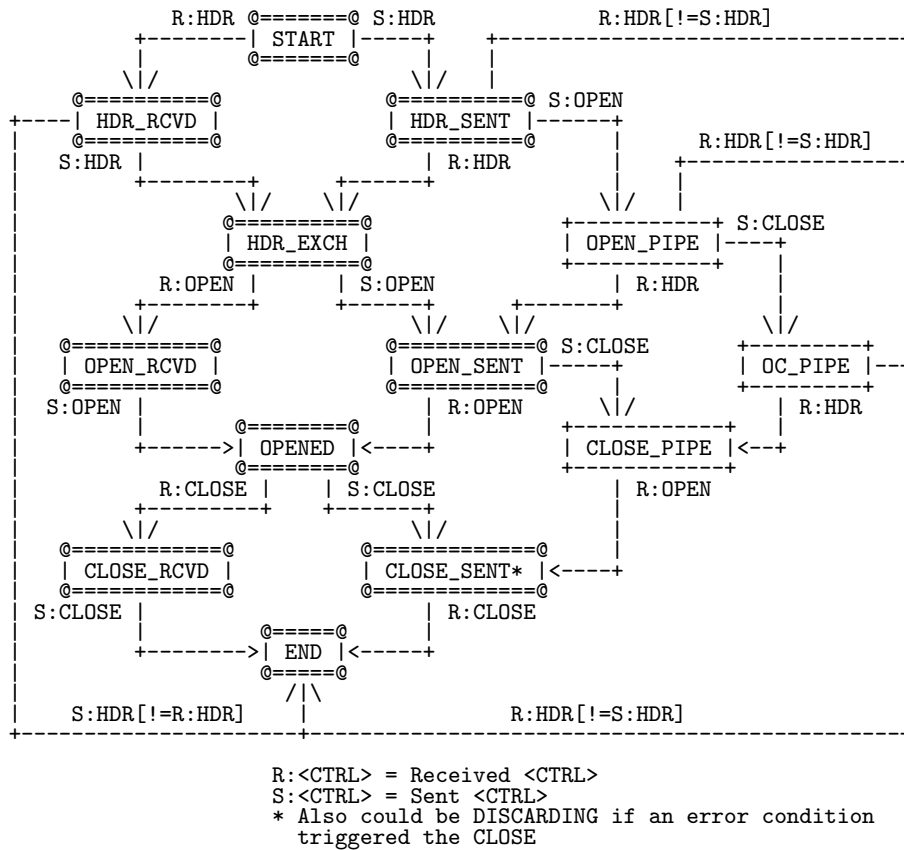 R:HDR @=======@ S:HDR R:HDR[!=S:HDR]
+--------| START |-----+ +--------------------------------
| @=======@ | |
\|/ \|/ |
@==========@ @==========@ S:OPEN
+----| HDR_RCVD | | HDR_SENT |------+
| @==========@ @==========@ | R:HDR[!=S:HDR]
| S:HDR | | R:HDR | +-----------------
| +--------+ +------+ | |
| \|/ \|/ \|/ |
| @==========@ +-----------+ S:CLOSE
| | HDR_EXCH | | OPEN_PIPE |----+
| @==========@ +-----------+ |
| R:OPEN | | S:OPEN | R:HDR |
| +--------+ +------+ +-------+ |
| \|/ \|/ \|/ \|/
| @===========@ @===========@ S:CLOSE +---------+
| | OPEN_RCVD | | OPEN_SENT |-----+ | OC_PIPE |--
| @===========@ @===========@ | +---------+
| S:OPEN | | R:OPEN \|/ | R:HDR
| | @========@ | +------------+ |
| +------>| OPENED |<----+ | CLOSE_PIPE |<--+
| @========@ +------------+
| R:CLOSE | | S:CLOSE | R:OPEN
| +---------+ +-------+ |
| \|/ \|/ |
| @============@ @=============@ |
| | CLOSE_RCVD | | CLOSE_SENT* |<----+
| @============@ @=============@
| S:CLOSE | | R:CLOSE
| | @=====@ |
| +-------->| END |<-----+
| @=====@
| /|\
| S:HDR[!=R:HDR] | R:HDR[!=S:HDR]
+----------------------+-----------------------------------------------
R:<CTRL> = Received <CTRL>
S:<CTRL> = Sent <CTRL>
* Also could be DISCARDING if an error condition
triggered the CLOSE